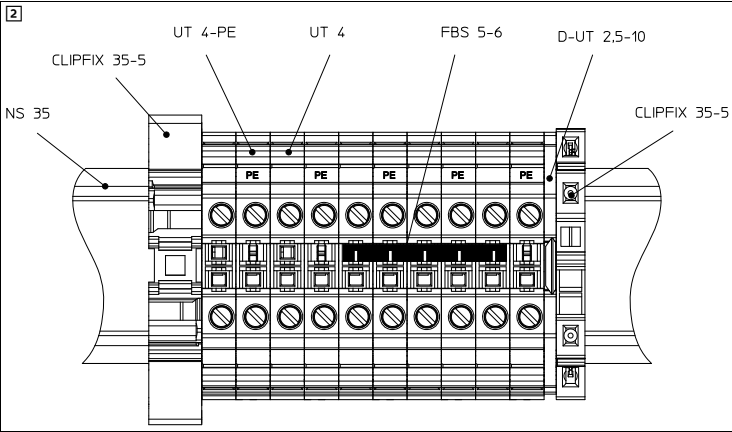 2
UT 4-PE
UT 4
FBS 5-6
D-UT 2,5-10
CLIPFIX 35-5
NS 35
CLIPFIX 35-5
PE
PE
PE
PE
PE